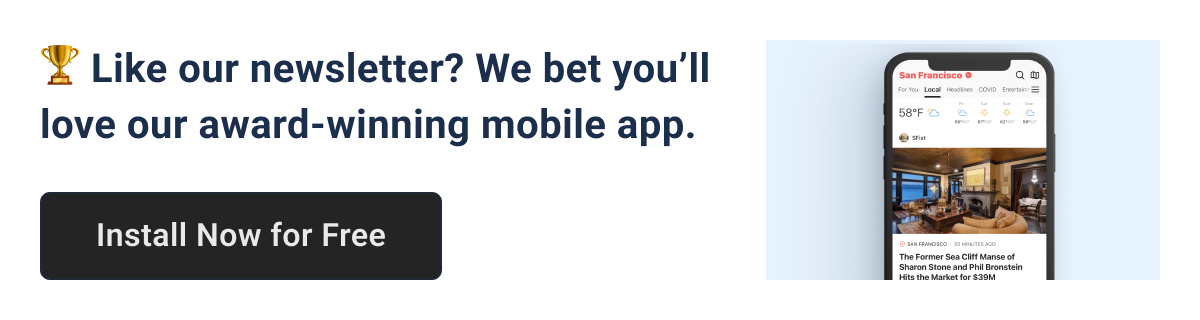 🏆 Like our newsletter? We bet you’ll
love our award-winning mobile app.
Install Now for Free
San Francisco
For You Local Headlines COVID
58°F
Fri Sat Sun Mon
SFist
SAN FRANCISCO 50 MINUTES AGO
The Former Sea Cliff Manse of
Sharon Stone and Phil Bronstein
Hits the Market for $39M